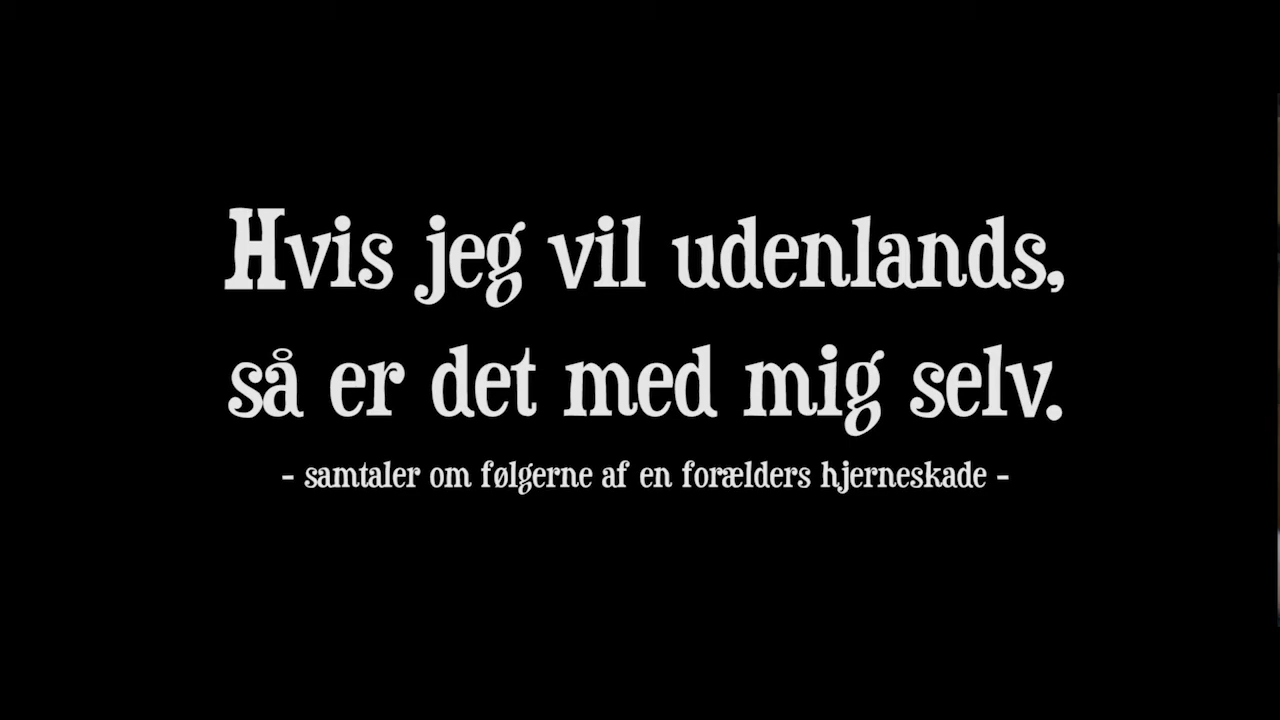 Hvis jeg vil udenlands,
så er det med mig selv.
- samtaler om følgerne af en forælders hjerneskade -